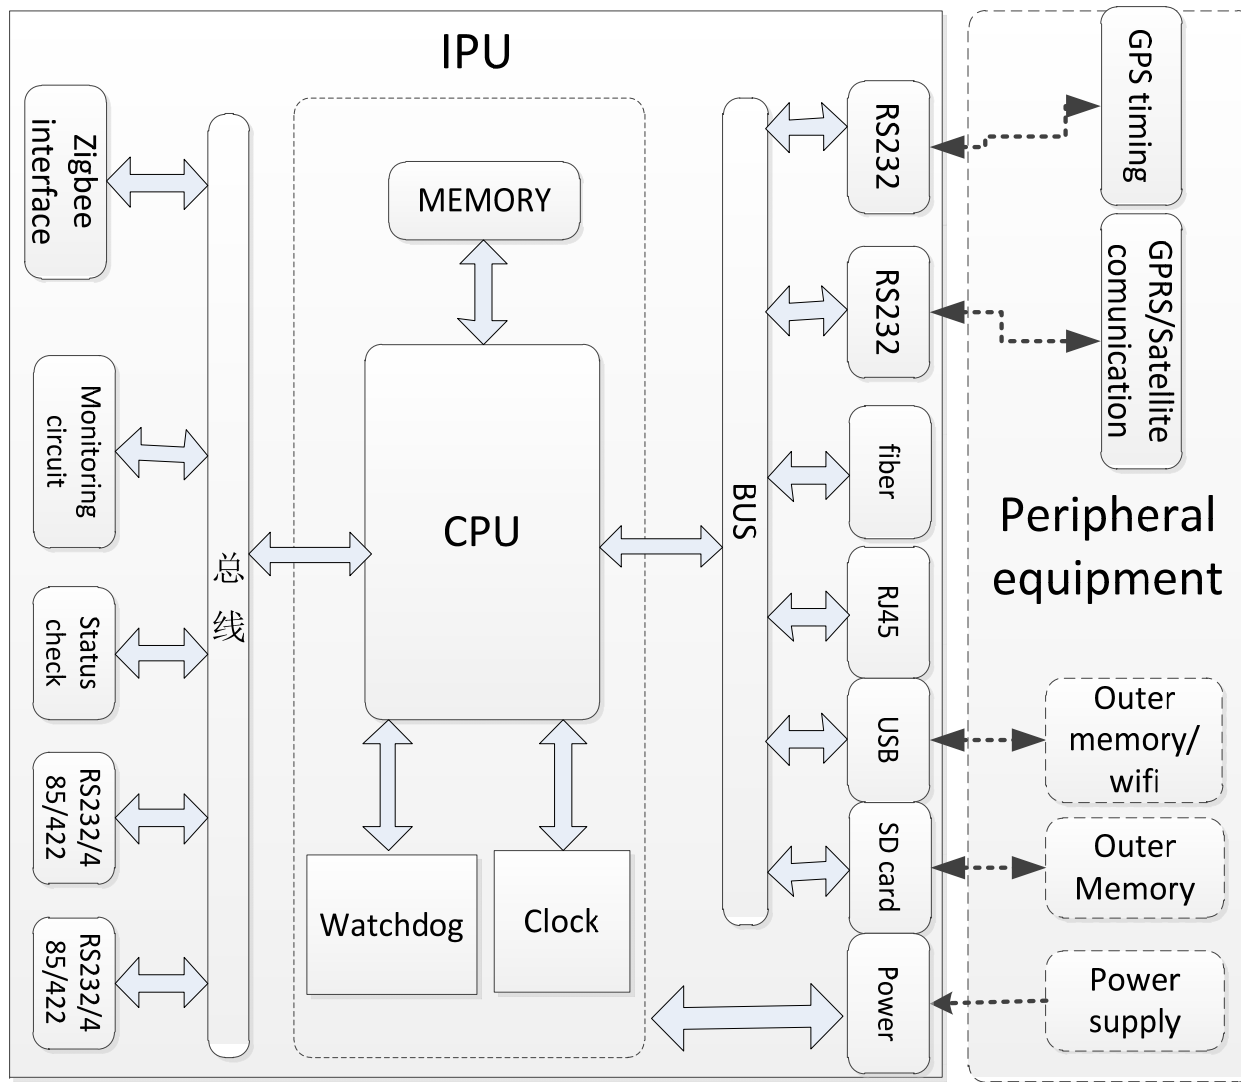 IPU
Zigbee
interface
Monitoring
circuit
Status
check
RS232/4
85/422
RS232/4
85/422
总
线
MEMORY
CPU
Watchdog
Clock
BUS
RS232
RS232
fiber
RJ45
USB
SD card
Power
GPS timing
GPRS/Satellite
comunication
Peripheral
equipment
Outer
memory/
wifi
Outer
Memory
Power
supply